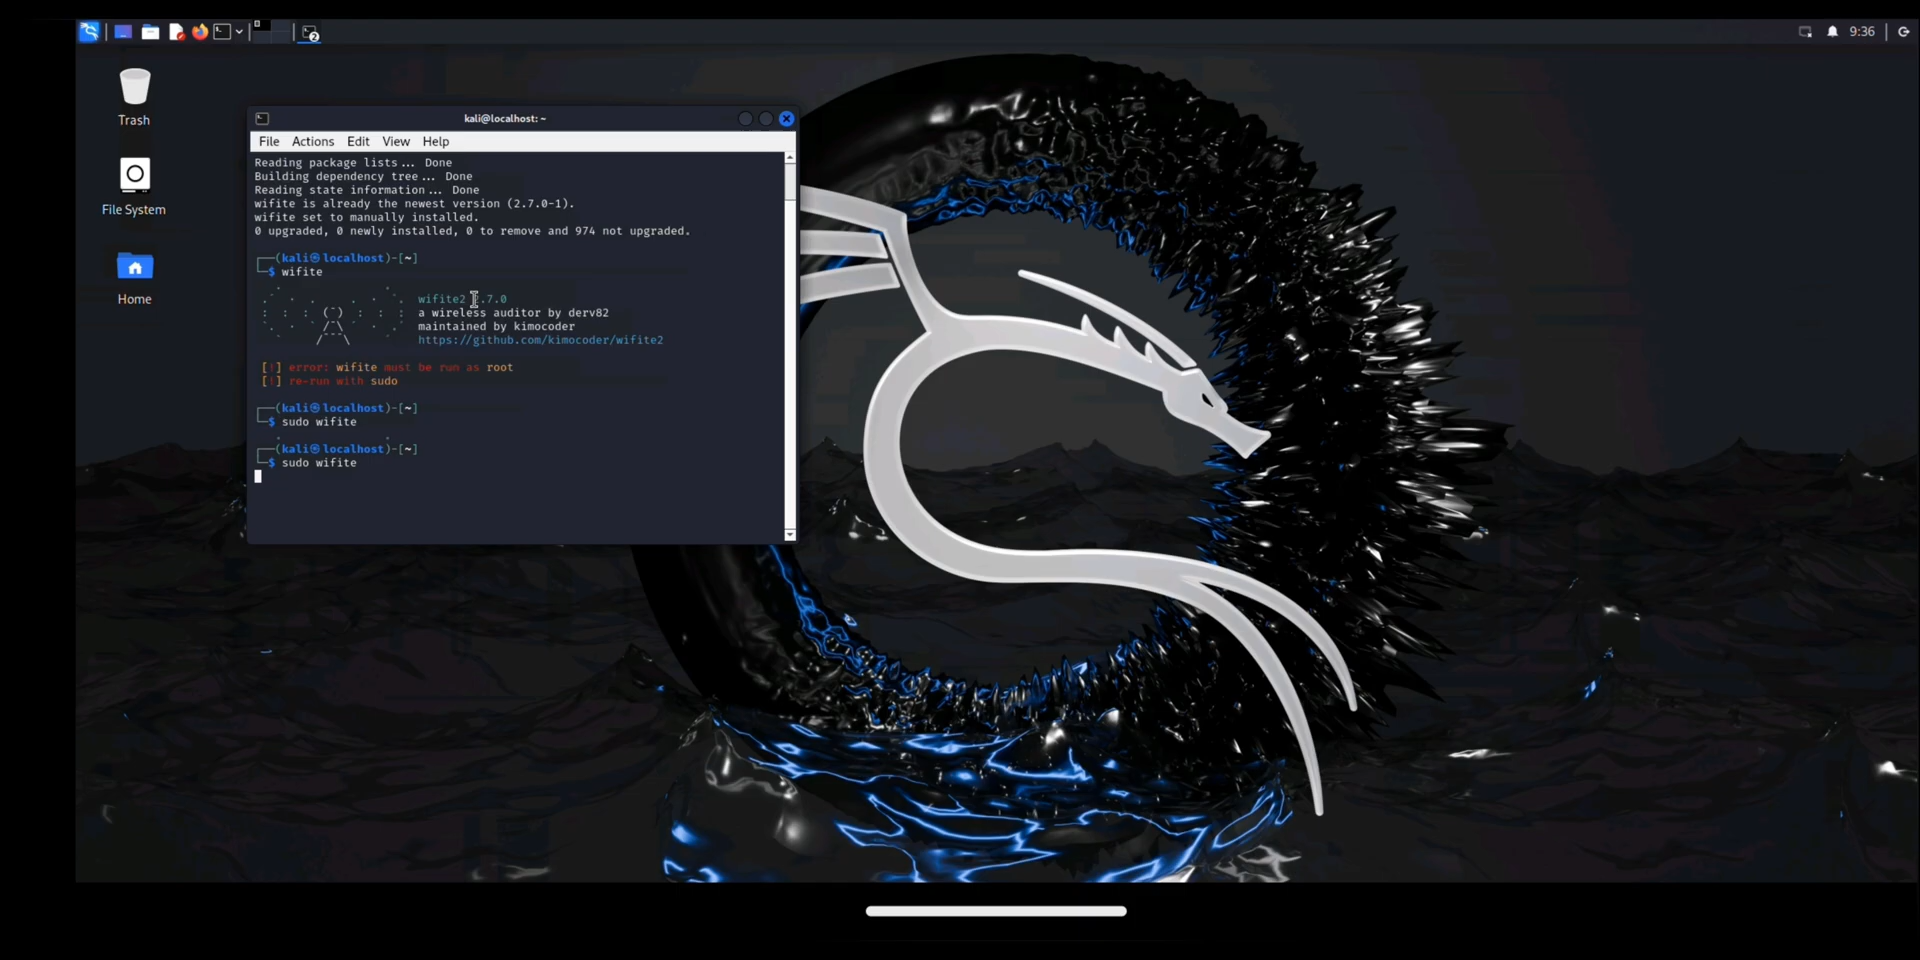 9:36
Trash
File System
Home
kali@localhost: ~
File Actions Edit View Help
Reading package lists... Done
Building dependency tree... Done
Reading state information... Done
wifite is already the newest version (2.7.0-1).
wifite set to manually installed.
0 upgraded, 0 newly installed, 0 to remove and 974 not upgraded.
┌──(kali㉿localhost)-[~]
└─$ wifite
wifite2 2.7.0
a wireless auditor by derv82
maintained by kimocoder
https://github.com/kimocoder/wifite2
[!] error: wifite must be run as root
[!] re-run with sudo
┌──(kali㉿localhost)-[~]
└─$ sudo wifite
┌──(kali㉿localhost)-[~]
└─$ sudo wifite